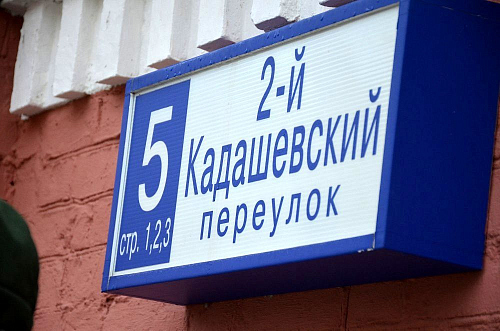 5
стр. 1,2,3
2-й
Кадашевский
переулок